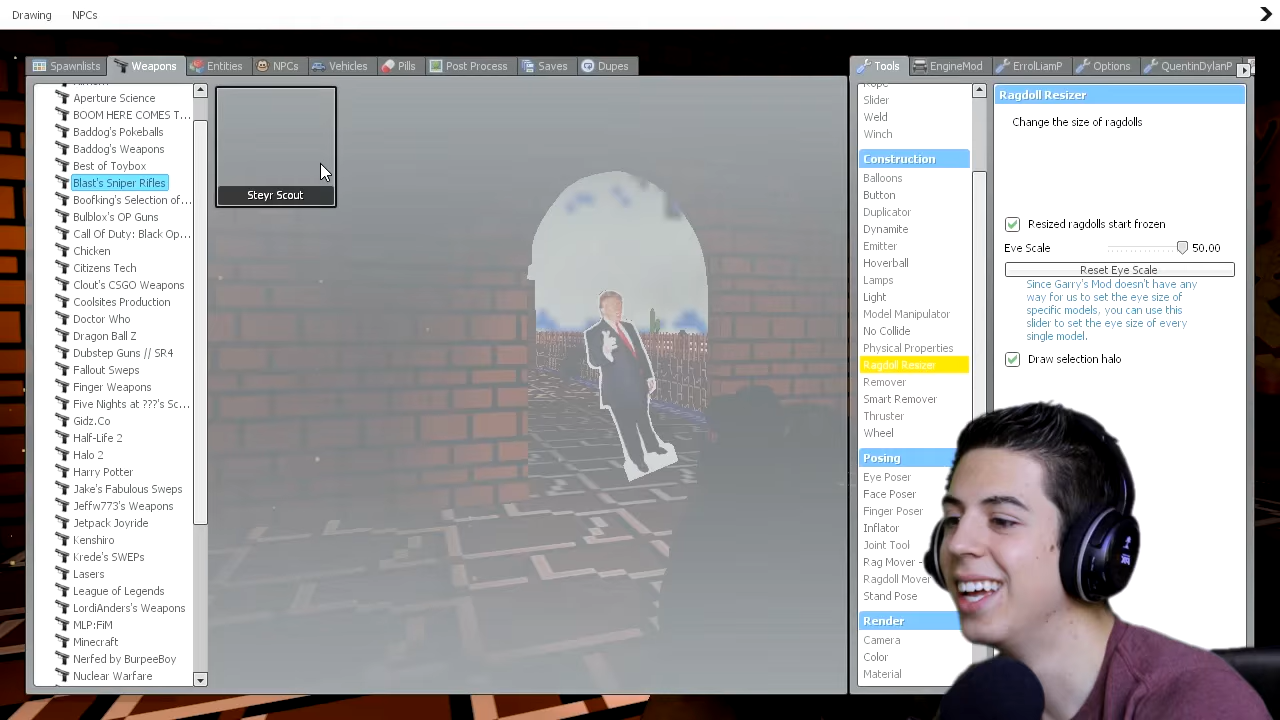 Drawing NPCs
Spawnlists Weapons Entities NPCs Vehicles Pills Post Process Saves Dupes
Aperture Science
BOOM HERE COMES T...
Baddog's Pokeballs
Baddog's Weapons
Best of Toybox
Blast's Sniper Rifles
Boofking's Selection of...
Bulblox's OP Guns
Call Of Duty: Black Op...
Chicken
Citizens Tech
Clout's CSGO Weapons
Coolsites Production
Doctor Who
Dragon Ball Z
Dubstep Guns // SR4
Fallout Sweps
Finger Weapons
Five Nights at ???'s Sc...
Gidz.Co
Half-Life 2
Halo 2
Harry Potter
Jake's Fabulous Sweps
Jeffw773's Weapons
Jetpack Joyride
Kenshiro
Krede's SWEPs
Lasers
League of Legends
LordiAnders's Weapons
MLP:FiM
Minecraft
Nerfed by BurpeeBoy
Nuclear Warfare
Steyr Scout
Tools EngineMod ErrolLiamP Options QuentinDylanP
Rope
Slider
Weld
Winch
Construction
Balloons
Button
Duplicator
Dynamite
Emitter
Hoverball
Lamps
Light
Model Manipulator
No Collide
Physical Properties
Ragdoll Resizer
Remover
Smart Remover
Thruster
Wheel
Posing
Eye Poser
Face Poser
Finger Poser
Inflator
Joint Tool
Rag Mover -
Ragdoll Mover
Stand Pose
Render
Camera
Color
Material
Ragdoll Resizer
Change the size of ragdolls
Resized ragdolls start frozen
Eye Scale 50.00
Reset Eye Scale
Since Garry's Mod doesn't have any
way for us to set the eye size of
specific models, you can use this
slider to set the eye size of every
single model.
Draw selection halo